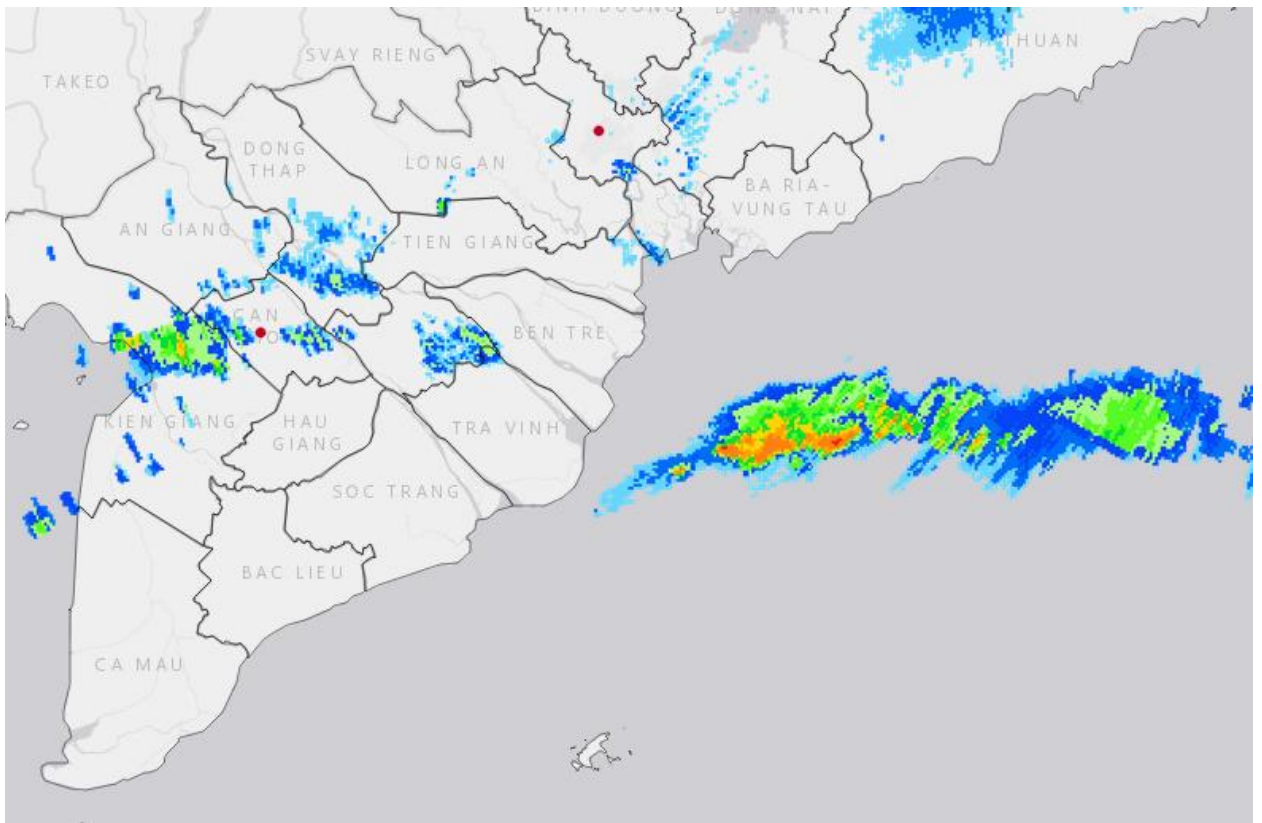 SVAY RIENG
THUAN
TAKEO
DONG
THAP
LONG AN
BA RIA-
VUNG TAU
AN GIANG
TIEN GIANG
CAN
BEN TRE
KIEN GIANG
HAU
GIANG
TRA VINH
SOC TRANG
BAC LIEU
CA MAU